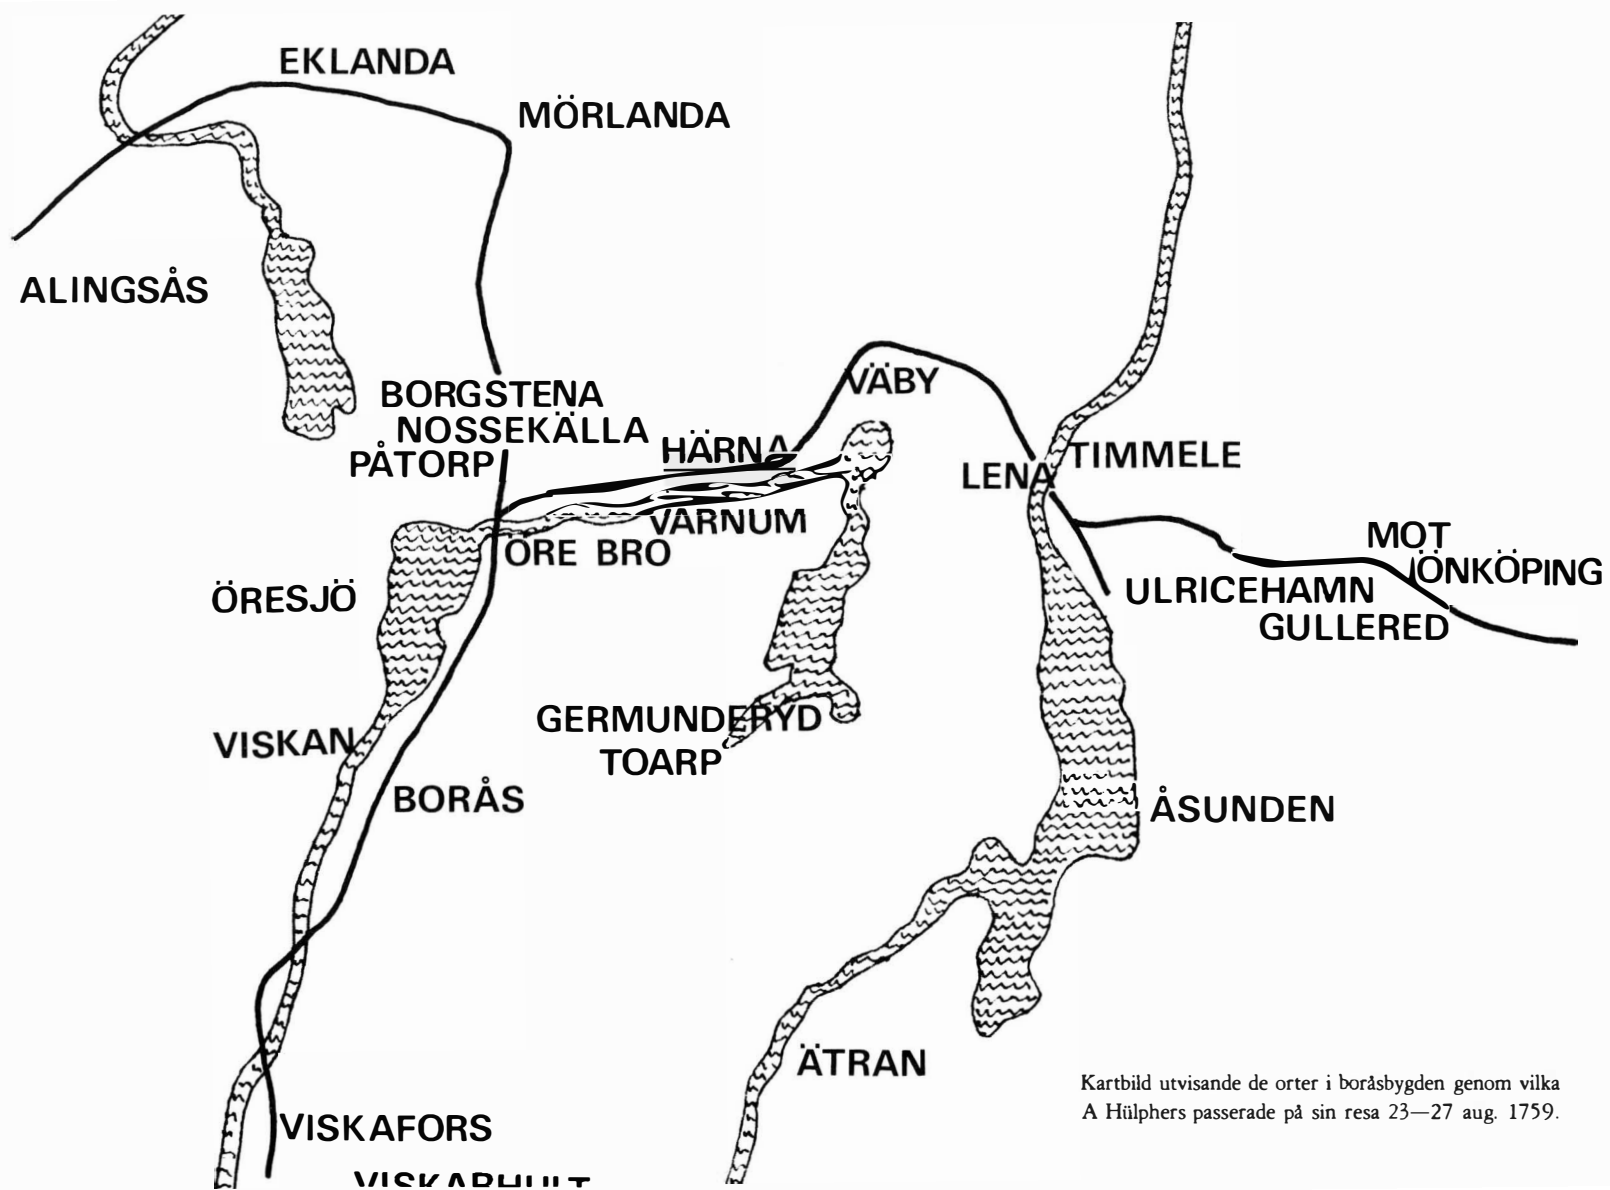 EKLANDA
MÖRLANDA
ALINGSÅS
BORGSTENA
NOSSEKÄLLA
PÅTORP
HÄRNA
VÄBY
TIMMELE
LENA
VARNUM
ÖRE BRO
MOT
JÖNKÖPING
ULRICEHAMN
GULLERED
ÖRESJÖ
VISKAN
GERMUNDERYD
TOARP
BORÅS
ÅSUNDEN
ÄTRAN
Kartbild utvisande de orter i boråsbygden genom vilka
A Hülphers passerade på sin resa 23—27 aug. 1759.
VISKAFORS